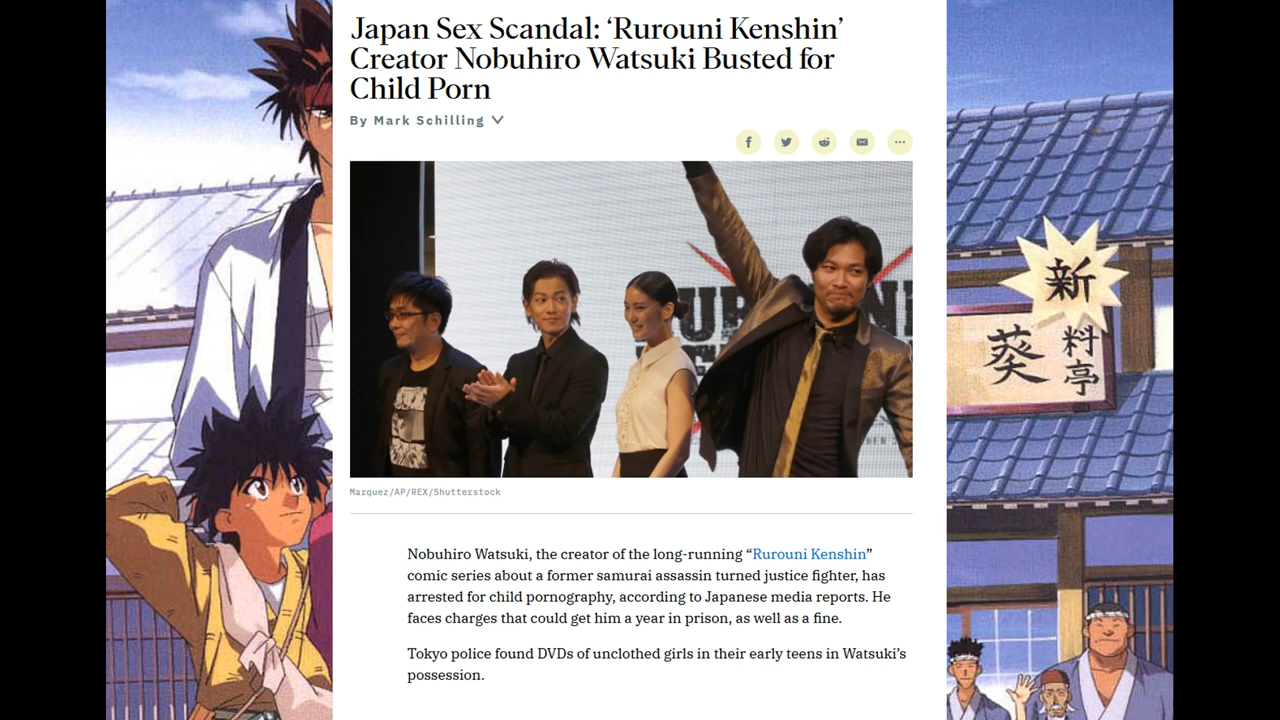 Japan Sex Scandal: ‘Rurouni Kenshin’
Creator Nobuhiro Watsuki Busted for
Child Porn
By Mark Schilling
Marquez/AP/REX/Shutterstock
Nobuhiro Watsuki, the creator of the long-running “Rurouni Kenshin”
comic series about a former samurai assassin turned justice fighter, has
arrested for child pornography, according to Japanese media reports. He
faces charges that could get him a year in prison, as well as a fine.
Tokyo police found DVDs of unclothed girls in their early teens in Watsuki’s
possession.
新
料亭
葵